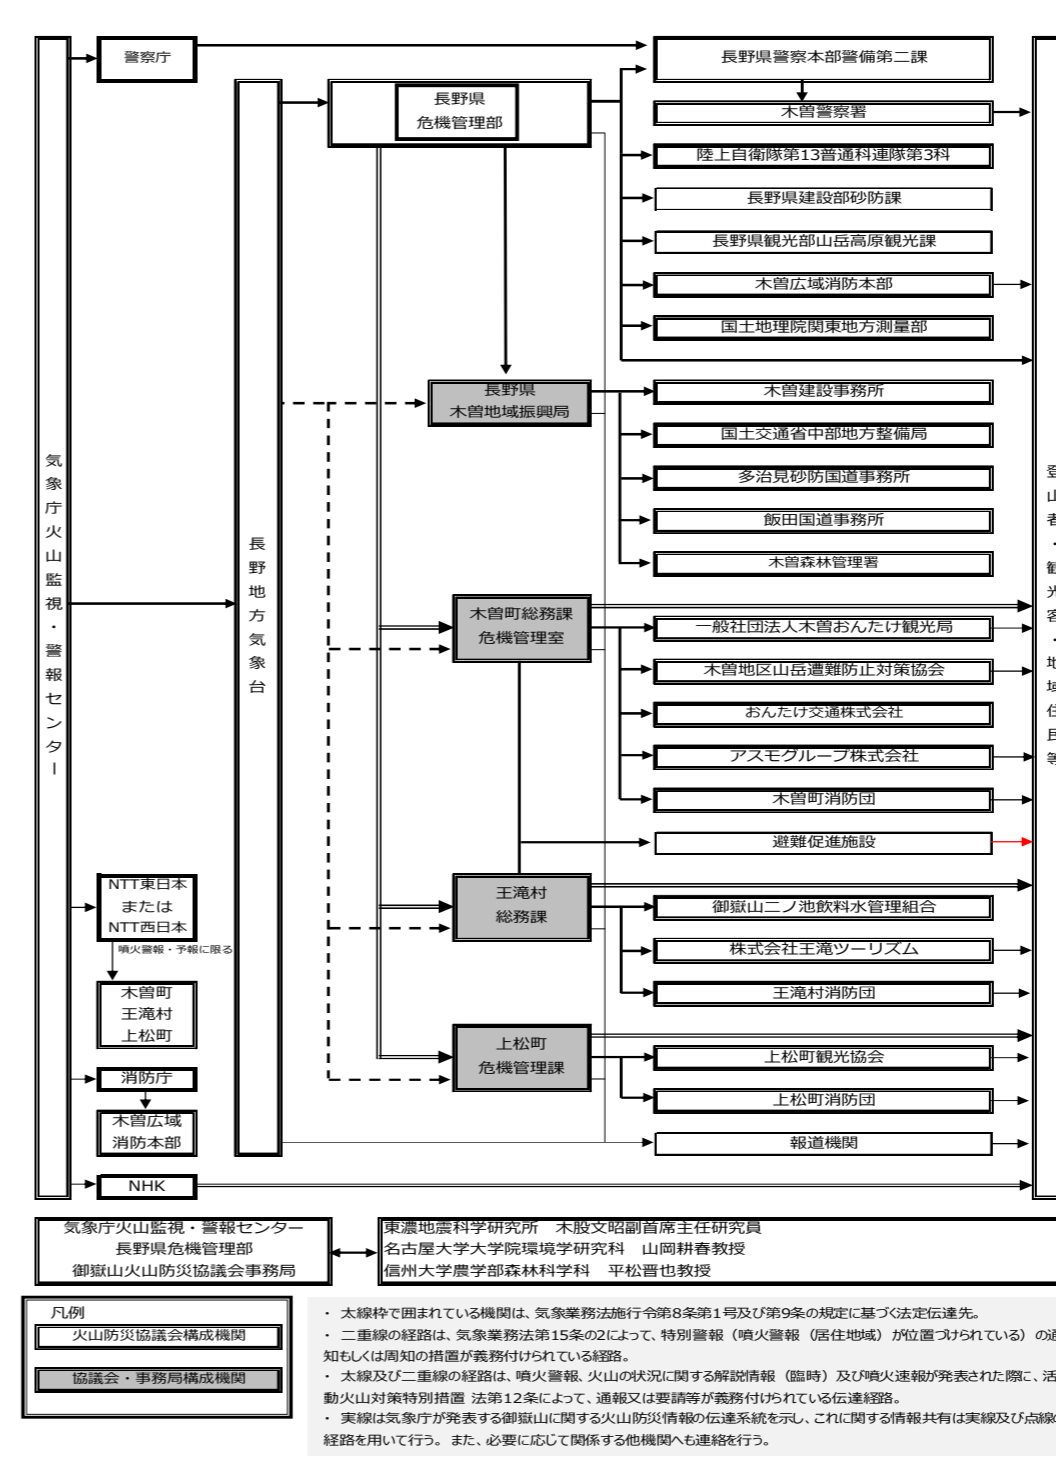 気象庁火山監視・警報センター
警察庁
長野地方気象台
長野県
危機管理部
長野県警察本部警備第二課
木曽警察署
陸上自衛隊第13普通科連隊第3科
長野県建設部砂防課
長野県観光部山岳高原観光課
木曽広域消防本部
国土地理院関東地方測量部
長野県
木曽地域振興局
木曽建設事務所
国土交通省中部地方整備局
多治見砂防国道事務所
飯田国道事務所
木曽森林管理署
木曽町総務課
危機管理室
一般社団法人木曽おんたけ観光局
木曽地区山岳遭難防止対策協会
おんたけ交通株式会社
アスモグループ株式会社
木曽町消防団
避難促進施設
王滝村
総務課
御嶽山二ノ池飲料水管理組合
株式会社王滝ツーリズム
王滝村消防団
上松町
危機管理課
上松町観光協会
上松町消防団
報道機関
登山者・観光客・地域住民等
NTT東日本
または
NTT西日本
噴火警報・予報に限る
木曽町
王滝村
上松町
消防庁
木曽広域
消防本部
NHK
気象庁火山監視・警報センター
長野県危機管理部
御嶽山火山防災協議会事務局
東濃地震科学研究所 木股文昭副首席主任研究員
名古屋大学大学院環境学研究科 山岡耕春教授
信州大学農学部森林科学科 平松晋也教授
凡例
火山防災協議会構成機関
協議会・事務局構成機関
・ 太線枠で囲まれている機関は、気象業務法施行令第8条第1号及び第9条の規定に基づく法定伝達先。
・ 二重線の経路は、気象業務法第15条の2によって、特別警報（噴火警報（居住地域）が位置づけられている）の通
知もしくは周知の措置が義務付けられている経路。
・ 太線及び二重線の経路は、噴火警報、火山の状況に関する解説情報（臨時）及び噴火速報が発表された際に、活
動火山対策特別措置 法第12条によって、通報又は要請等が義務付けられている伝達経路。
・ 実線は気象庁が発表する御嶽山に関する火山防災情報の伝達系統を示し、これに関する情報共有は実線及び点線の
経路を用いて行う。また、必要に応じて関係する他機関へも連絡を行う。